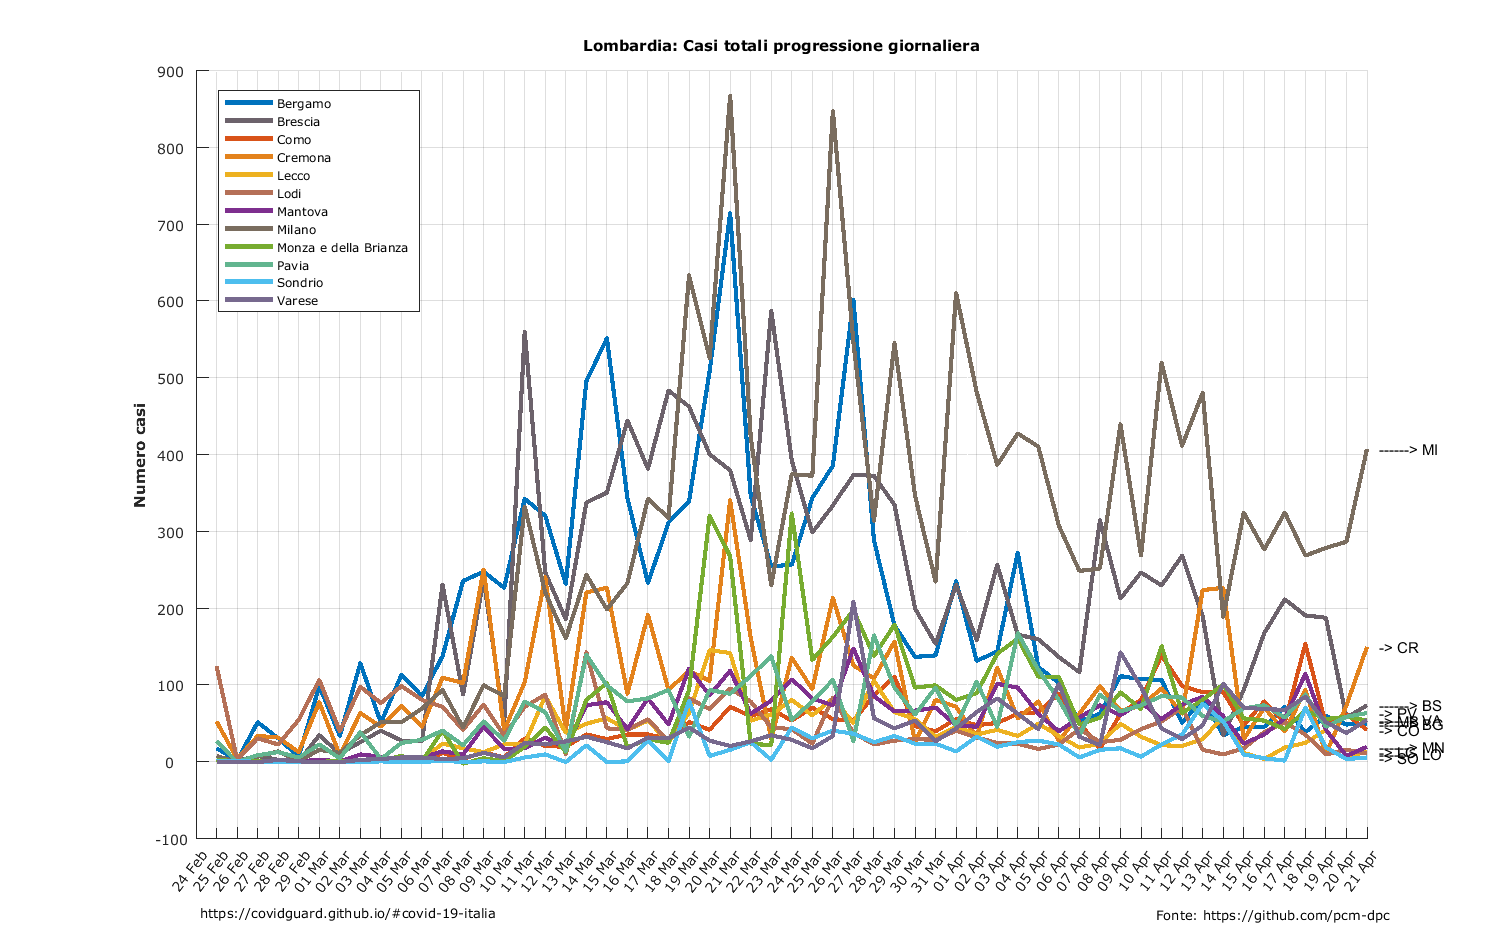 Lombardia: Casi totali progressione giornaliera
900
800
700
600
500
400
300
200
100
0
-100
Numero casi
Bergamo
Brescia
Como
Cremona
Lecco
Lodi
Mantova
Milano
Monza e della Brianza
Pavia
Sondrio
Varese
------> MI
-> CR
------> BS
-> PV
-----> VA
---> BG
-> CO
-----> MN
----> LO
-> SO
24 Feb
25 Feb
26 Feb
27 Feb
28 Feb
29 Feb
01 Mar
02 Mar
03 Mar
04 Mar
05 Mar
06 Mar
07 Mar
08 Mar
09 Mar
10 Mar
11 Mar
12 Mar
13 Mar
14 Mar
15 Mar
16 Mar
17 Mar
18 Mar
19 Mar
20 Mar
21 Mar
22 Mar
23 Mar
24 Mar
25 Mar
26 Mar
27 Mar
28 Mar
29 Mar
30 Mar
31 Mar
01 Apr
02 Apr
03 Apr
04 Apr
05 Apr
06 Apr
07 Apr
08 Apr
09 Apr
10 Apr
11 Apr
12 Apr
13 Apr
14 Apr
15 Apr
16 Apr
17 Apr
18 Apr
19 Apr
20 Apr
21 Apr
https://covidguard.github.io/#covid-19-italia
Fonte: https://github.com/pcm-dpc